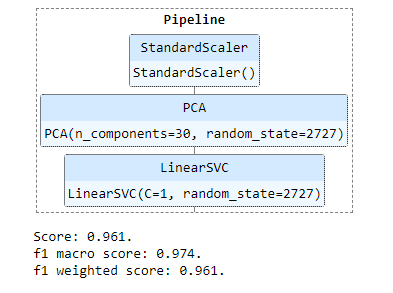 Pipeline
StandardScaler
StandardScaler()
PCA
PCA(n_components=30, random_state=2727)
LinearSVC
LinearSVC(C=1, random_state=2727)
Score: 0.961.
f1 macro score: 0.974.
f1 weighted score: 0.961.